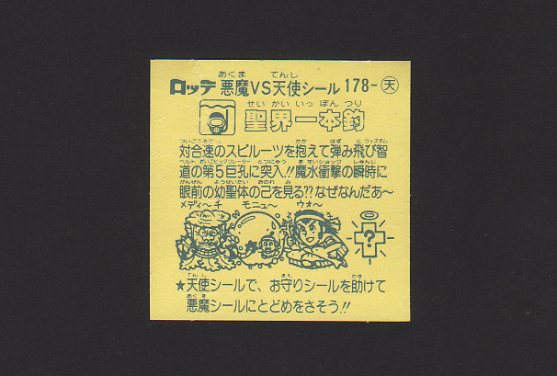 ロッテ 悪魔VS天使シール 178-天
聖界一本釣
対合速のスピルーツを抱えて弾み飛び智
道の第5巨孔に突入!!魔水衝撃の瞬時に
眼前の幼聖体の己を見る??なぜなんだあ〜
メディ〜チ モニュ〜 ウォ〜
?
★天使シールで、お守りシールを助けて
悪魔シールにとどめをさそう!!